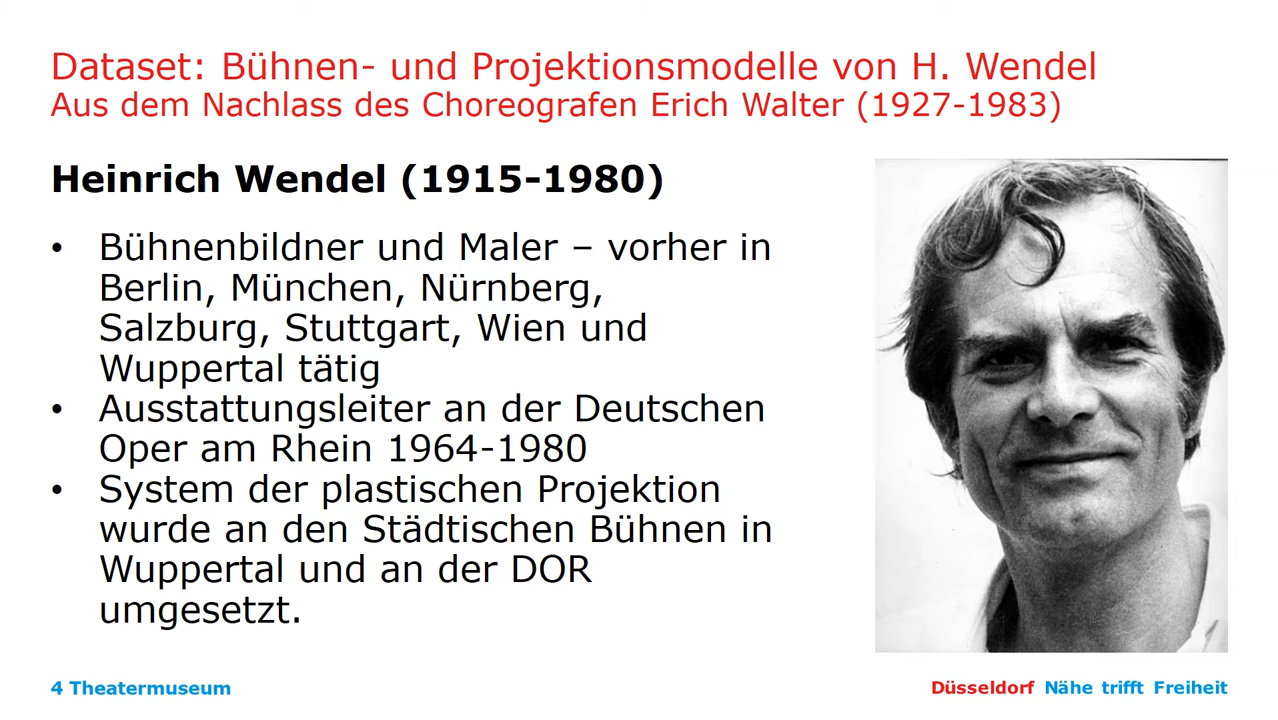 Dataset: Bühnen- und Projektionsmodelle von H. Wendel
Aus dem Nachlass des Choreografen Erich Walter (1927-1983)
Heinrich Wendel (1915-1980)
• Bühnenbildner und Maler – vorher in
Berlin, München, Nürnberg,
Salzburg, Stuttgart, Wien und
Wuppertal tätig
• Ausstattungsleiter an der Deutschen
Oper am Rhein 1964-1980
• System der plastischen Projektion
wurde an den Städtischen Bühnen in
Wuppertal und an der DOR
umgesetzt.
4 Theatermuseum
Düsseldorf Nähe trifft Freiheit